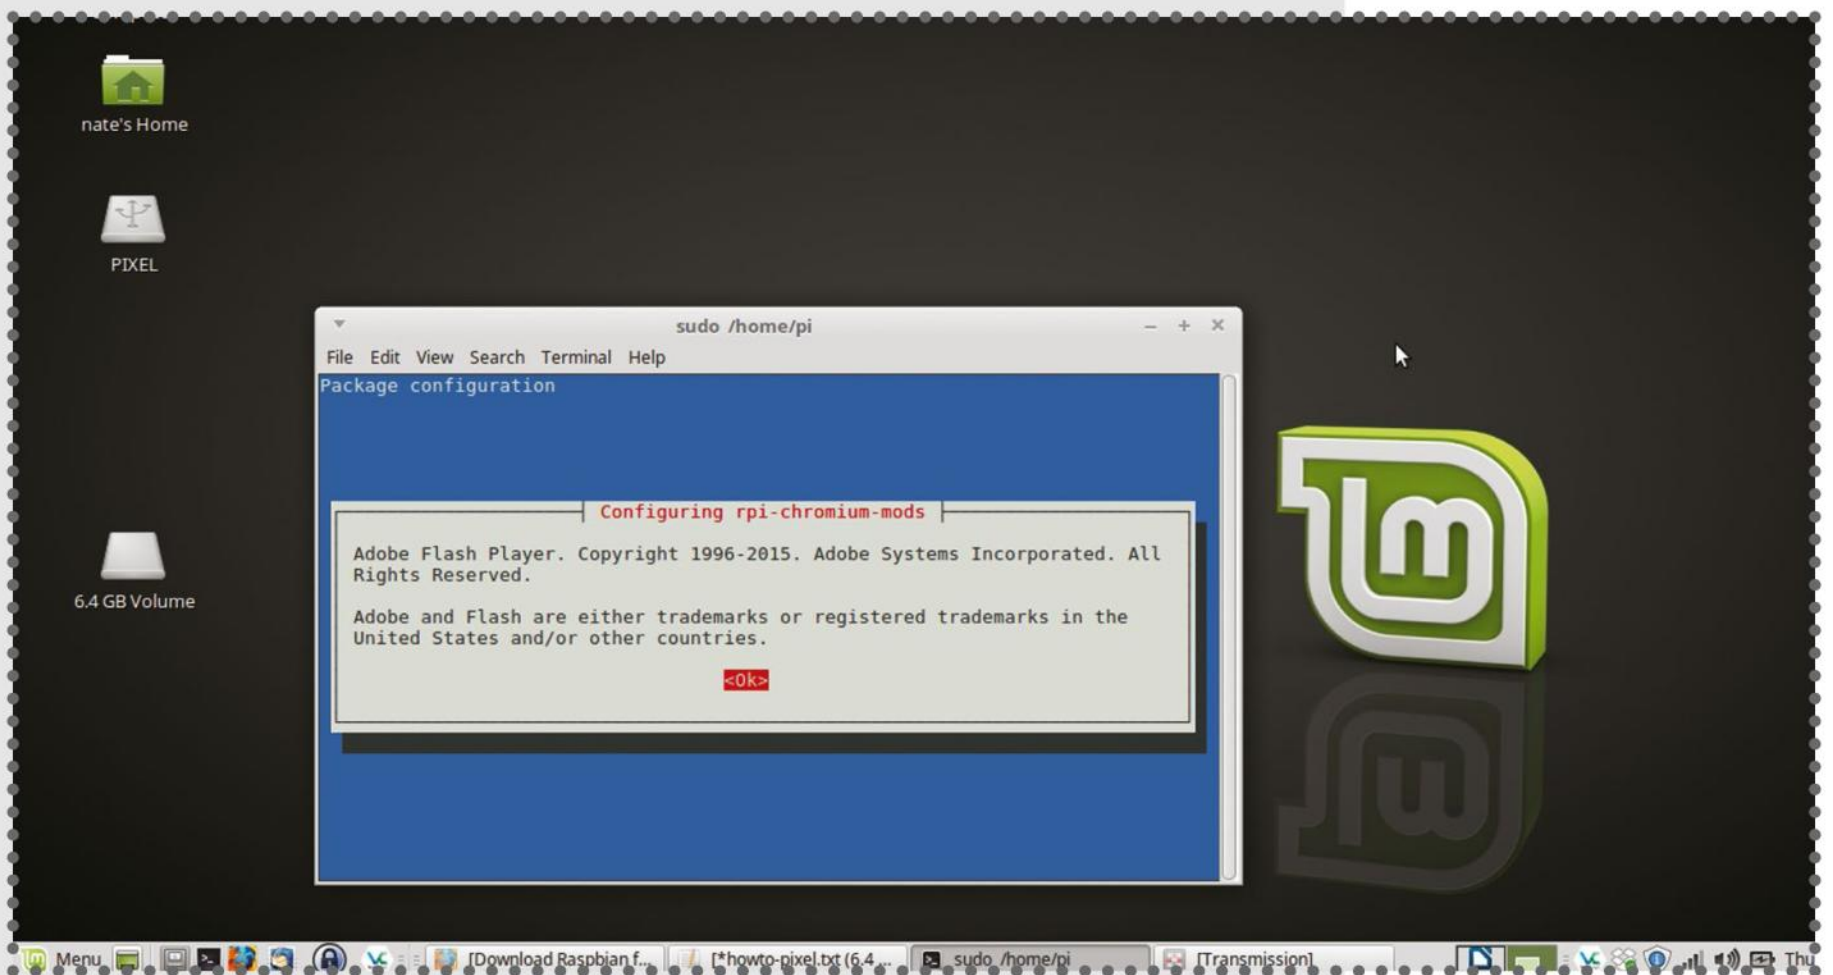 nate's Home
PIXEL
6.4 GB Volume
sudo /home/pi
File Edit View Search Terminal Help
Package configuration
Configuring rpi-chromium-mods
Adobe Flash Player. Copyright 1996-2015. Adobe Systems Incorporated. All
Rights Reserved.
Adobe and Flash are either trademarks or registered trademarks in the
United States and/or other countries.
<Ok>
Menu [Download Raspbian f... [*howto-pixel.txt (6.4 ... sudo /home/pi [Transmission] Thu